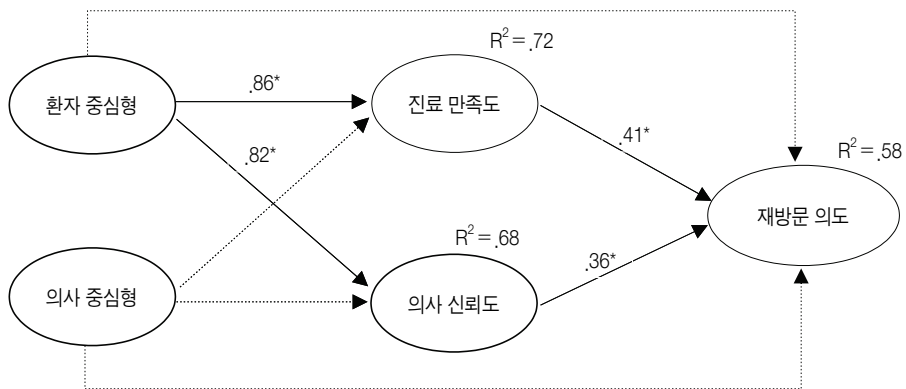 R² = .72
환자 중심형
.86*
진료 만족도
.41*
R² = .58
.82*
재방문 의도
R² = .68
.36*
의사 중심형
의사 신뢰도